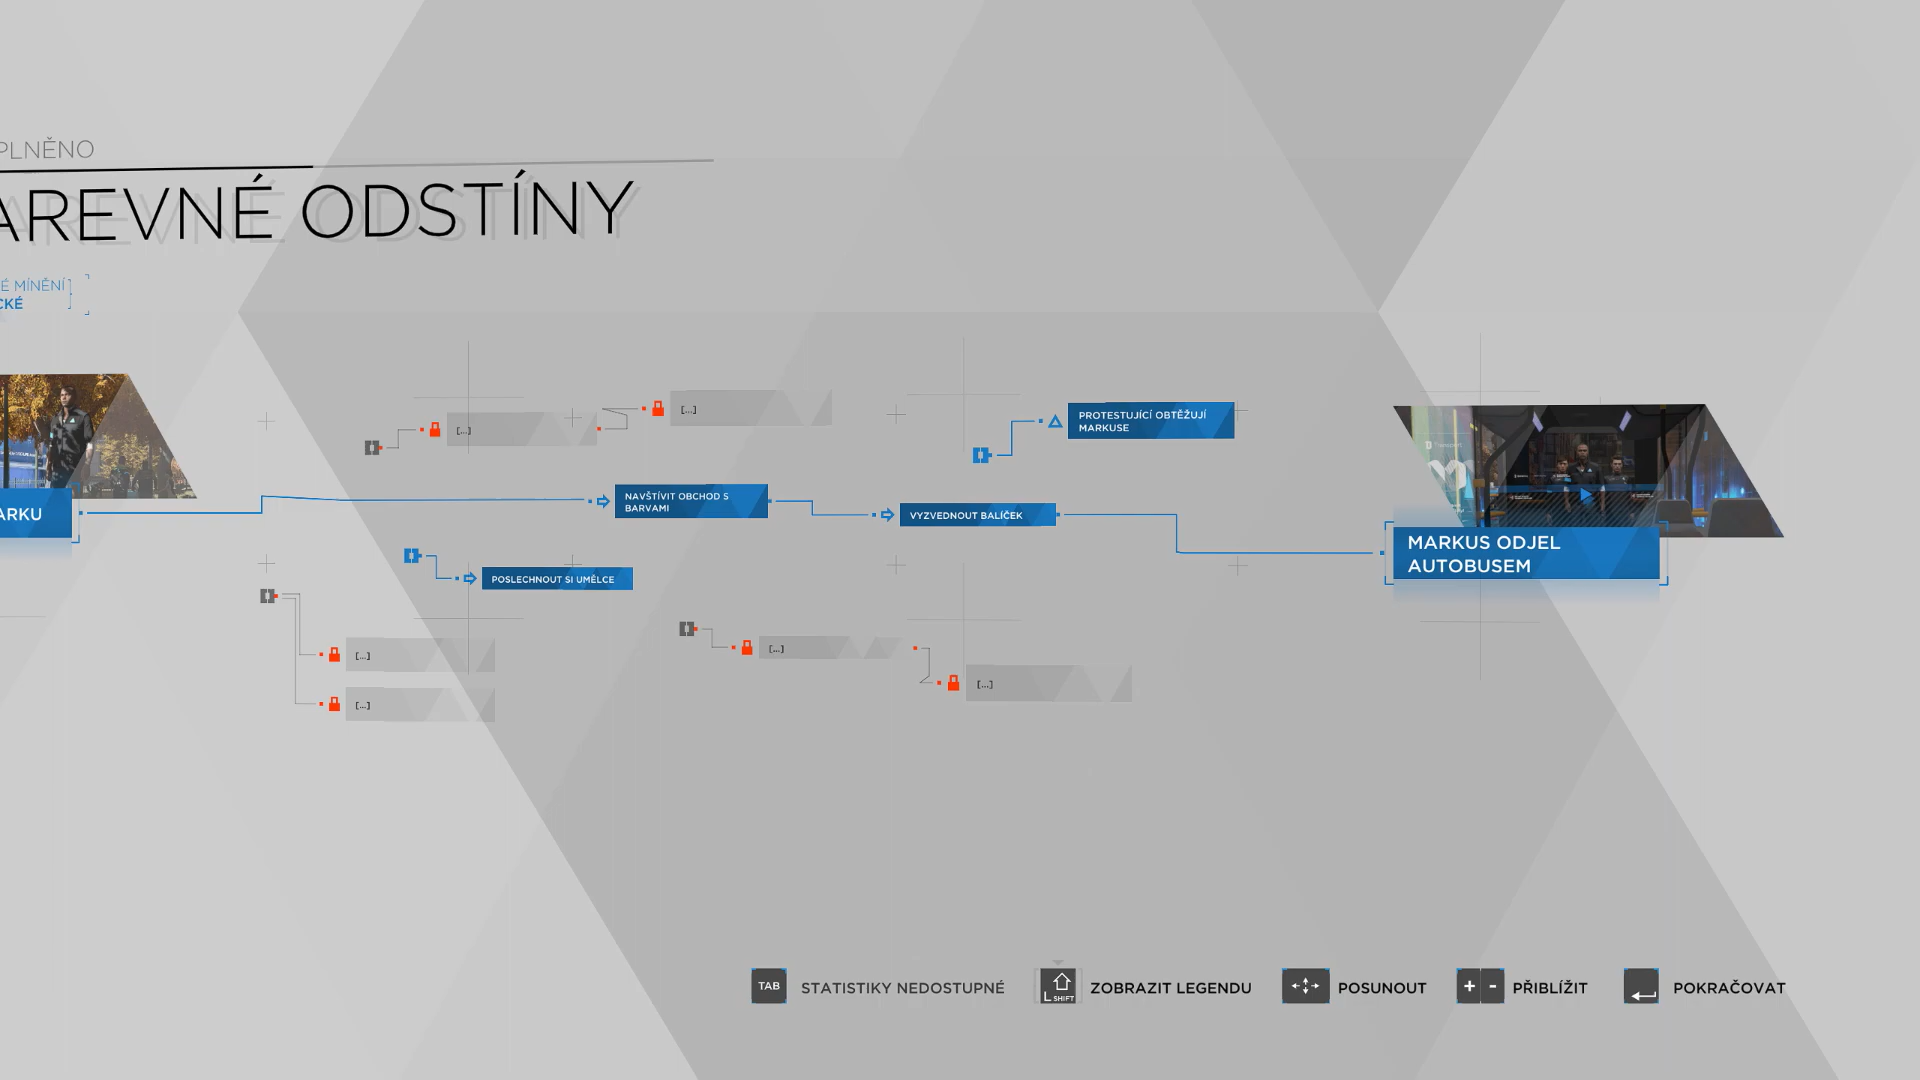 PLNĚNO
AREVNÉ ODSTÍNY
É MÍNĚNÍ
CKÉ
[...]
[...]
PROTESTUJÍCÍ OBTĚŽUJÍ
MARKUSE
ARKU
NAVŠTÍVIT OBCHOD S
BARVAMI
VYZVEDNOUT BALÍČEK
MARKUS ODJEL
AUTOBUSEM
POSLECHNOUT SI UMĚLCE
[...]
[...]
[...]
[...]
TAB STATISTIKY NEDOSTUPNÉ
L SHIFT ZOBRAZIT LEGENDU
POSUNOUT
+ - PŘIBLÍŽIT
POKRAČOVAT